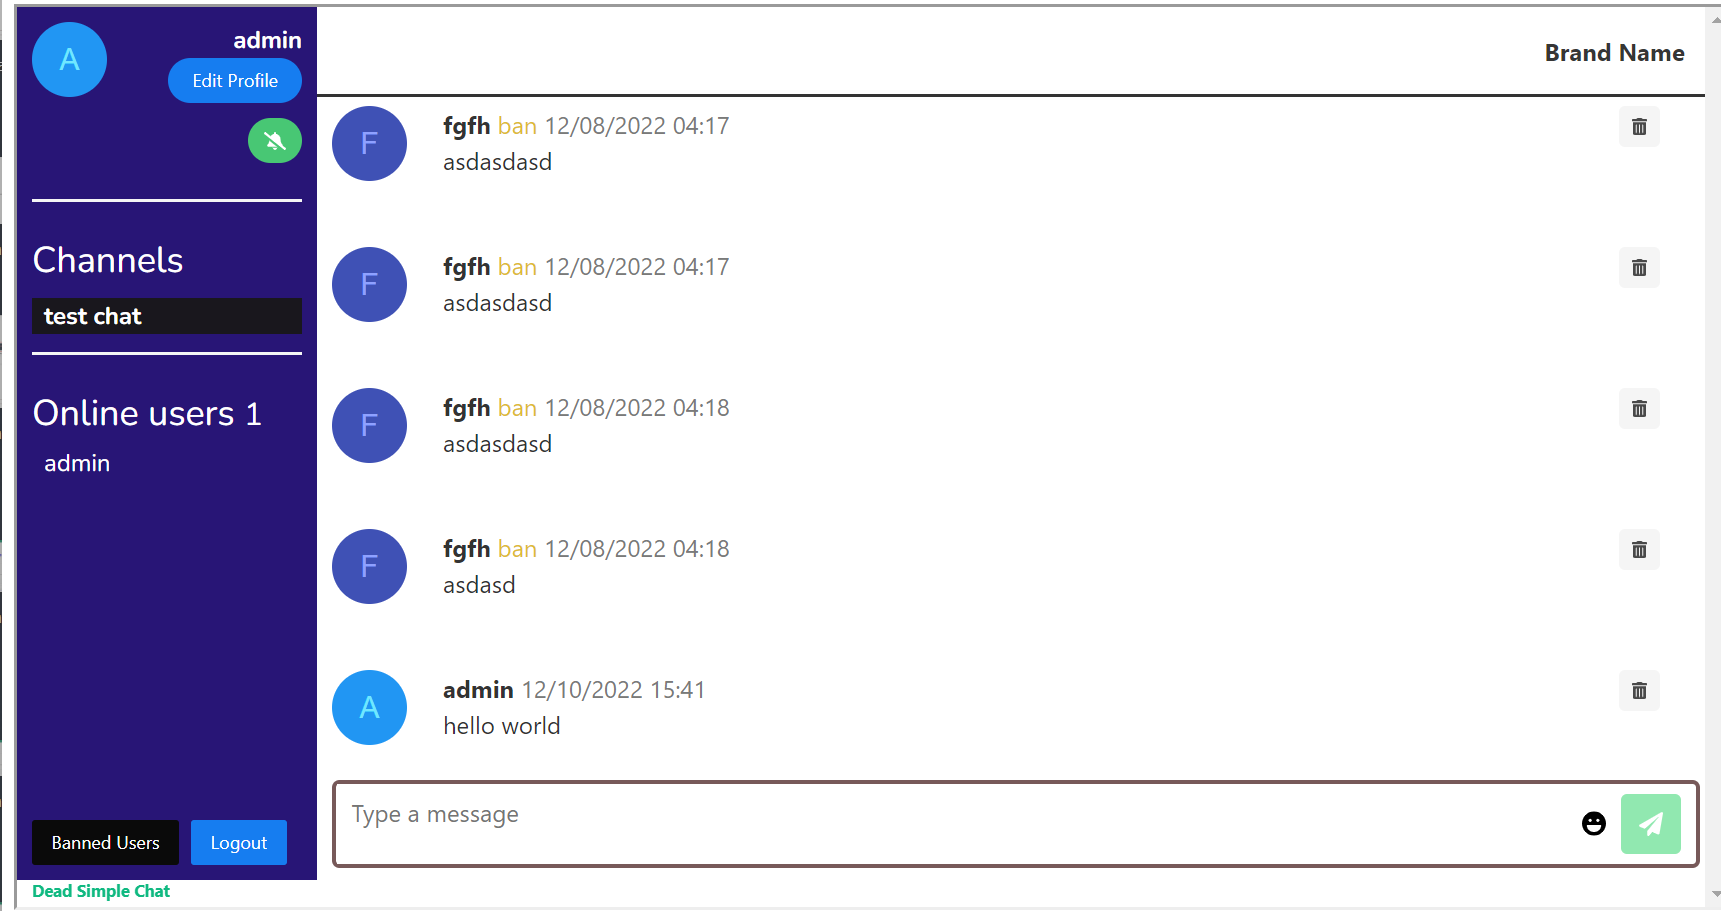 A
admin
Edit Profile
Channels
test chat
Online users 1
admin
Banned Users
Logout
Dead Simple Chat
Brand Name
F
fgfh ban 12/08/2022 04:17
asdasdasd
F
fgfh ban 12/08/2022 04:17
asdasdasd
F
fgfh ban 12/08/2022 04:18
asdasdasd
F
fgfh ban 12/08/2022 04:18
asdasd
A
admin 12/10/2022 15:41
hello world
Type a message